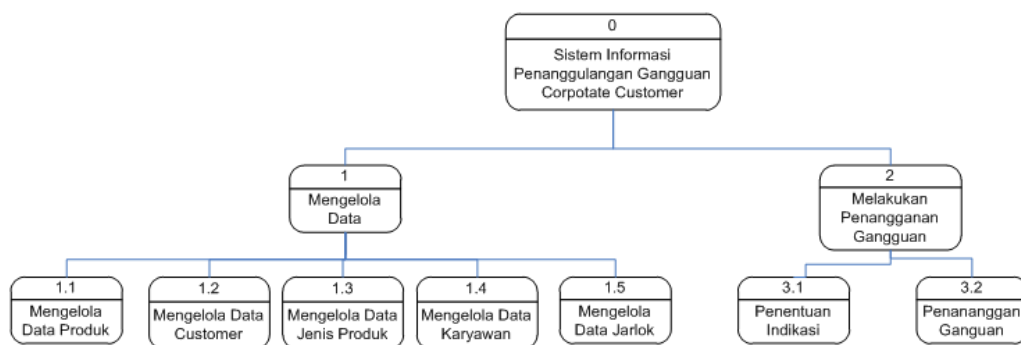 0
Sistem Informasi
Penanggulangan Gangguan
Corpotate Customer
1
Mengelola
Data
2
Melakukan
Penangganan
Gangguan
1.1
Mengelola
Data Produk
1.2
Mengelola Data
Customer
1.3
Mengelola Data
Jenis Produk
1.4
Mengelola Data
Karyawan
1.5
Mengelola
Data Jarlok
3.1
Penentuan
Indikasi
3.2
Penananggan
Ganguan